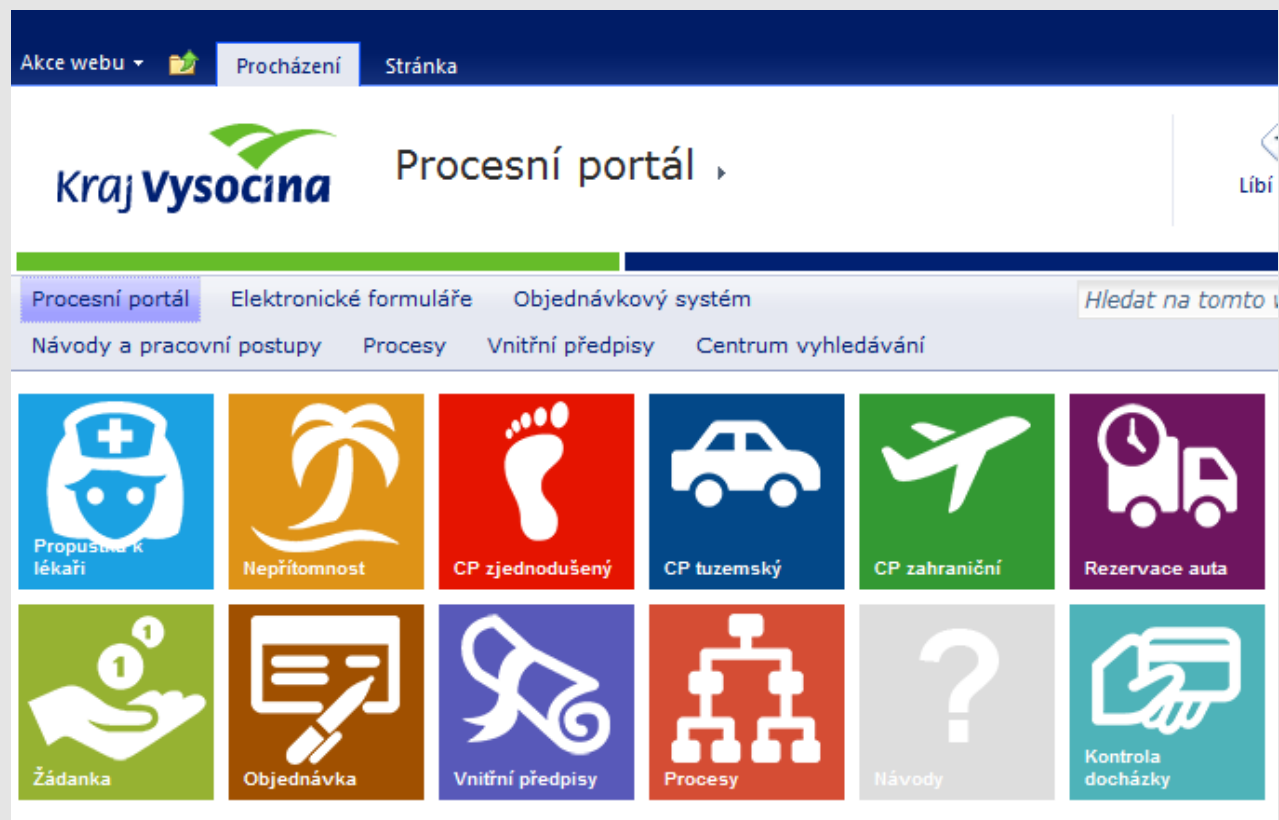 Akce webu
Procházení
Stránka
Kraj Vysočina
Procesní portál
Líbí
Procesní portál
Elektronické formuláře
Objednávkový systém
Hledat na tomto
Návody a pracovní postupy
Procesy
Vnitřní předpisy
Centrum vyhledávání
Propustka k
lékaři
Nepřítomnost
CP zjednodušený
CP tuzemský
CP zahraniční
Rezervace auta
1
1
Žádanka
Objednávka
Vnitřní předpisy
Procesy
?
Návody
Kontrola
docházky